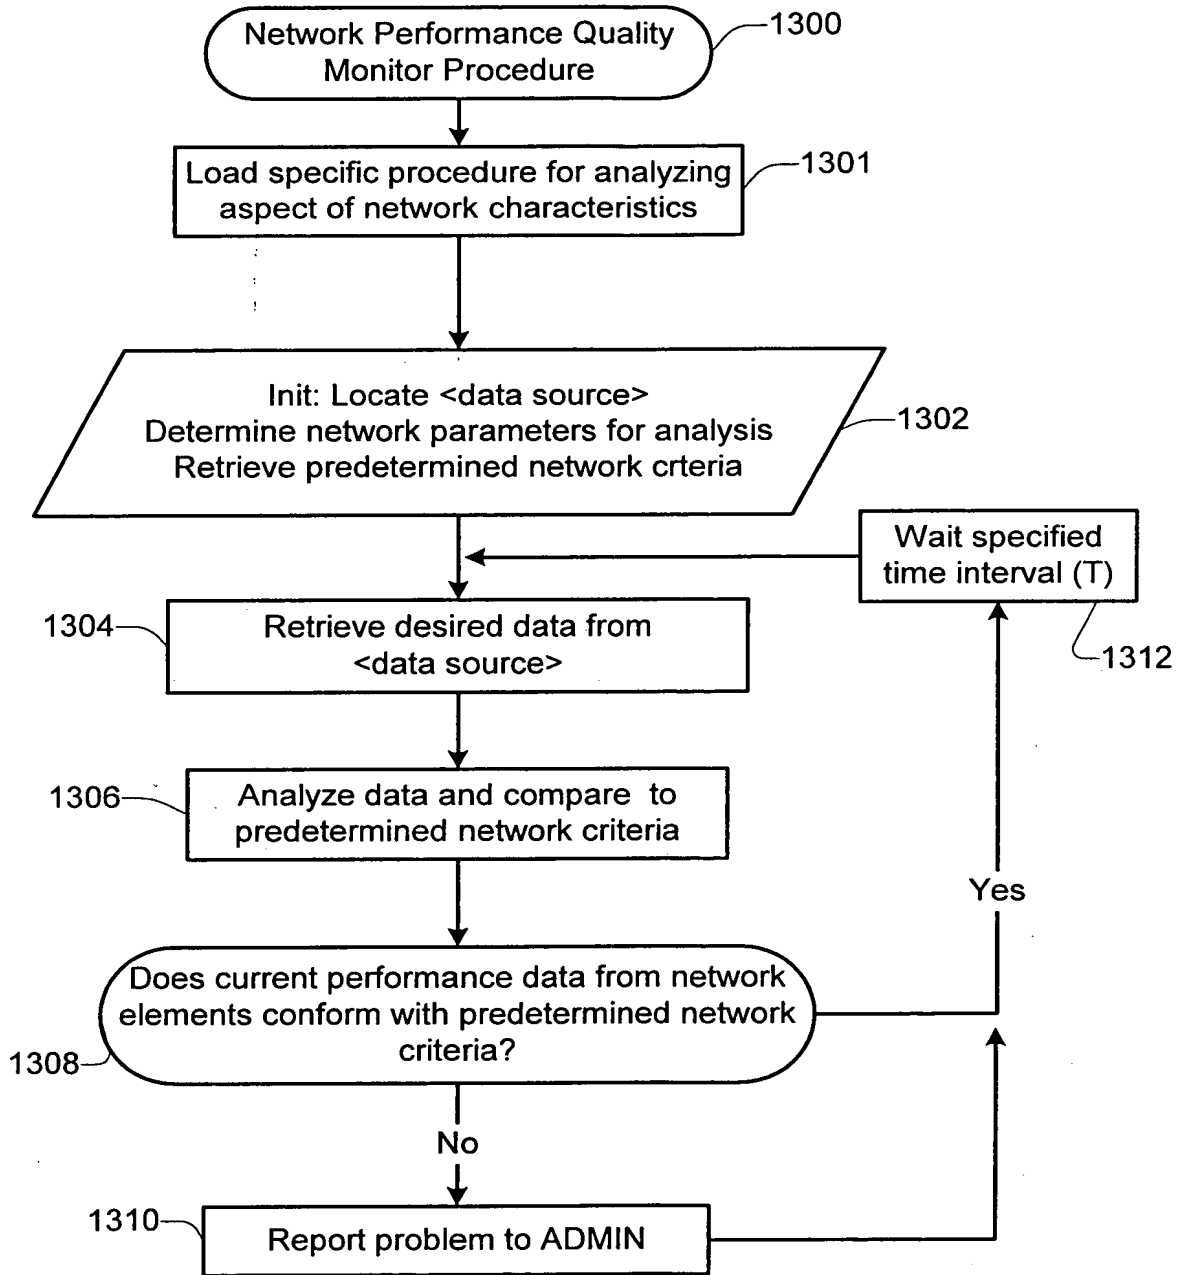 Network Performance Quality
Monitor Procedure
1300
Load specific procedure for analyzing
aspect of network characteristics
1301
Init: Locate <data source>
Determine network parameters for analysis
Retrieve predetermined network crteria
1302
Wait specified
time interval (T)
1312
1304
Retrieve desired data from
<data source>
1306
Analyze data and compare to
predetermined network criteria
Yes
Does current performance data from network
elements conform with predetermined network
criteria?
1308
No
1310
Report problem to ADMIN